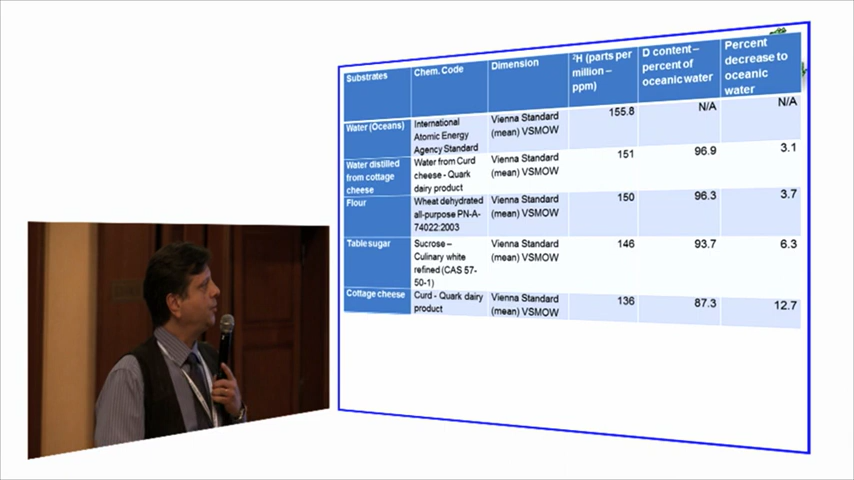 Substrates
Chem. Code
Dimension
²H (parts per
million –
ppm)
D content–
percent of
oceanic water
Percent
decrease to
oceanic
water
Water (Oceans)
International
Atomic Energy
Agency Standard
Vienna Standard
(mean) VSMOW
155.8
N/A
N/A
Water distilled
from cottage
cheese
Water from Curd
cheese - Quark
dairy product
Vienna Standard
(mean) VSMOW
151
96.9
3.1
Flour
Wheat dehydrated
all-purpose PN-A-
74022:2003
Vienna Standard
(mean) VSMOW
150
96.3
3.7
Table sugar
Sucrose –
Culinary white
refined (CAS 57-
50-1)
Vienna Standard
(mean) VSMOW
146
93.7
6.3
Cottage cheese
Curd - Quark dairy
product
Vienna Standard
(mean) VSMOW
136
87.3
12.7